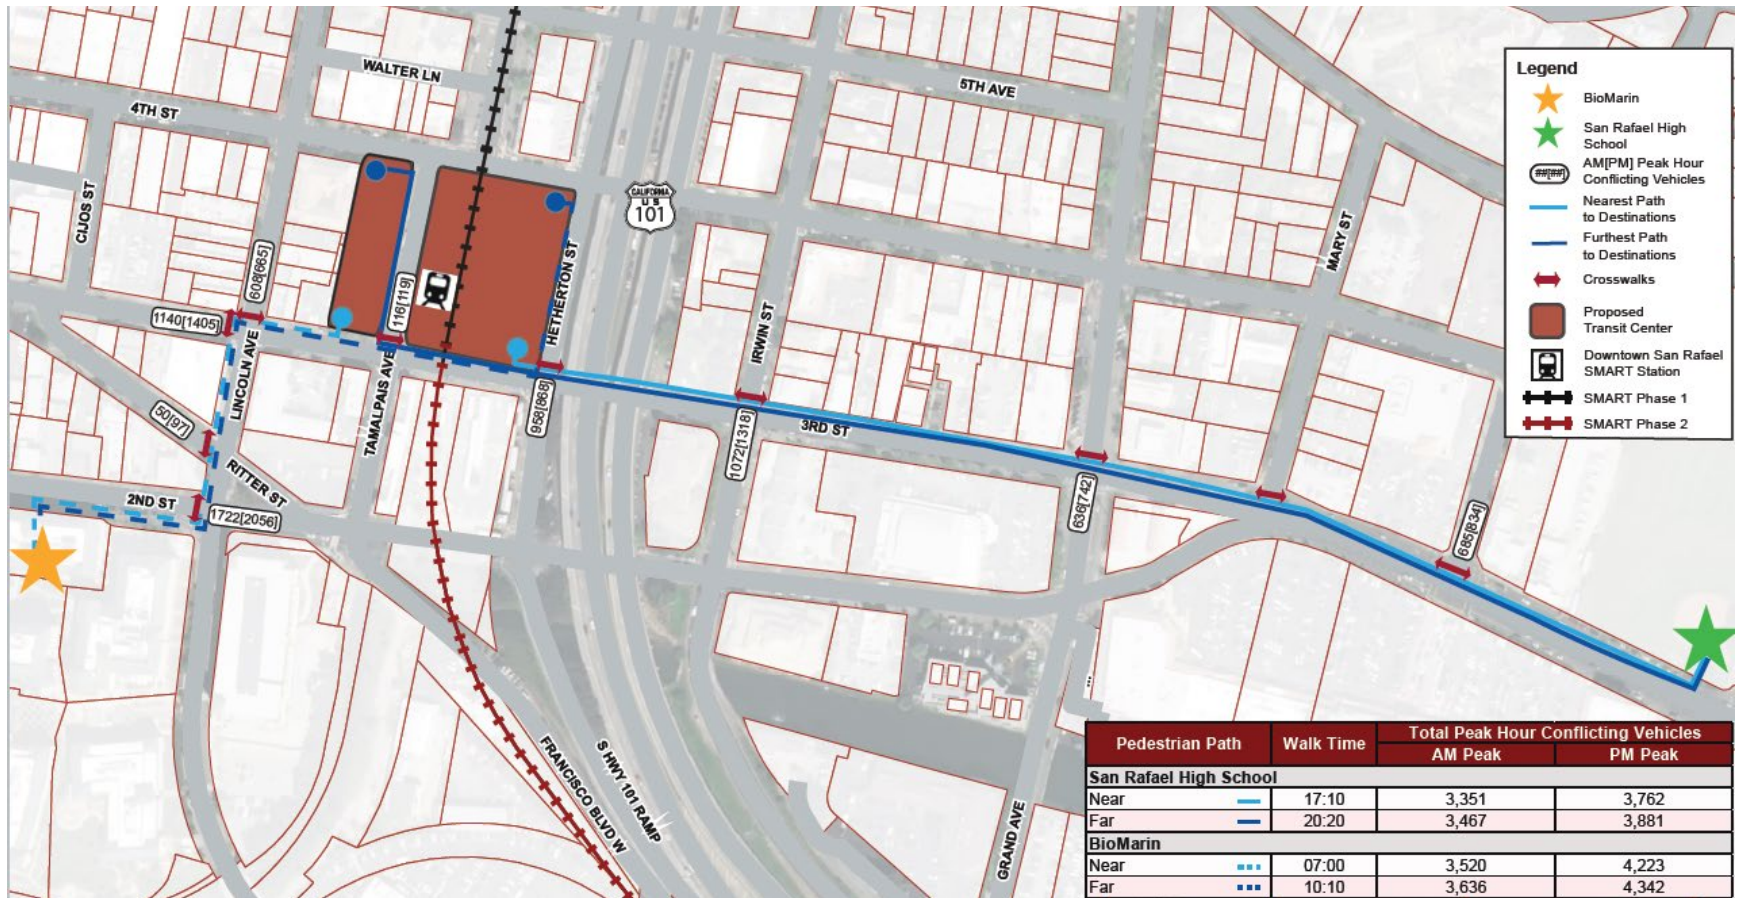 WALTER LN
4TH ST
5TH AVE
CIJOS ST
CALIFORNIA
US
101
MARY ST
608[665]
1140[1405]
116[119]
HETHERTON ST
IRWIN ST
LINCOLN AVE
TAMALPAIS AVE
958[868]
50[97]
3RD ST
1072[1318]
RITTER ST
2ND ST
1722[2056]
636[742]
685[834]
FRANCISCO BLVD W
S HWY 101 RAMP
GRAND AVE
Legend
BioMarin
San Rafael High
School
##[##]
AM[PM] Peak Hour
Conflicting Vehicles
Nearest Path
to Destinations
Furthest Path
to Destinations
Crosswalks
Proposed
Transit Center
Downtown San Rafael
SMART Station
SMART Phase 1
SMART Phase 2
Pedestrian Path Walk Time Total Peak Hour Conflicting Vehicles
AM Peak PM Peak
San Rafael High School
Near 17:10 3,351 3,762
Far 20:20 3,467 3,881
BioMarin
Near 07:00 3,520 4,223
Far 10:10 3,636 4,342